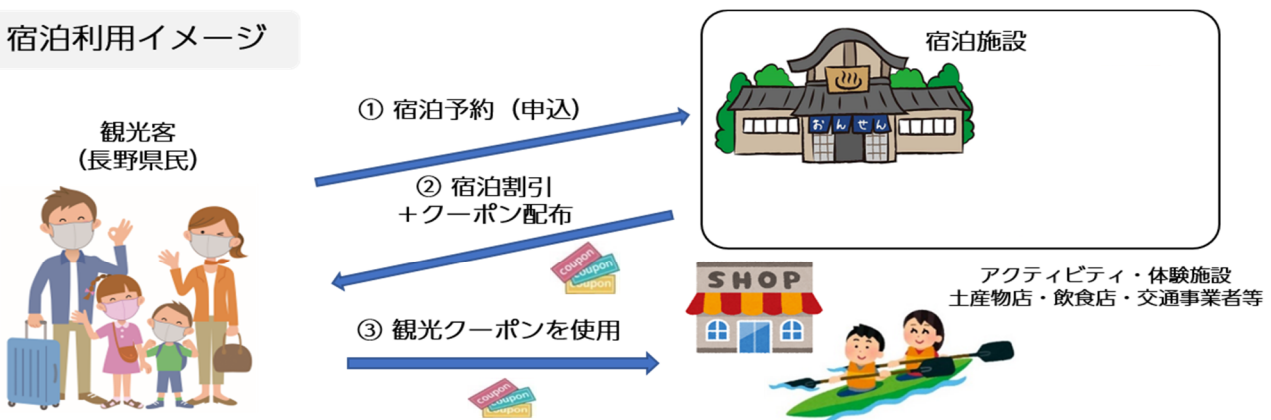 宿泊利用イメージ
宿泊施設
おんせん
① 宿泊予約（申込）
観光客
（長野県民）
② 宿泊割引
＋クーポン配布
coupon
coupon
coupon
SHOP
アクティビティ・体験施設
土産物店・飲食店・交通事業者等
③ 観光クーポンを使用
coupon
coupon
coupon